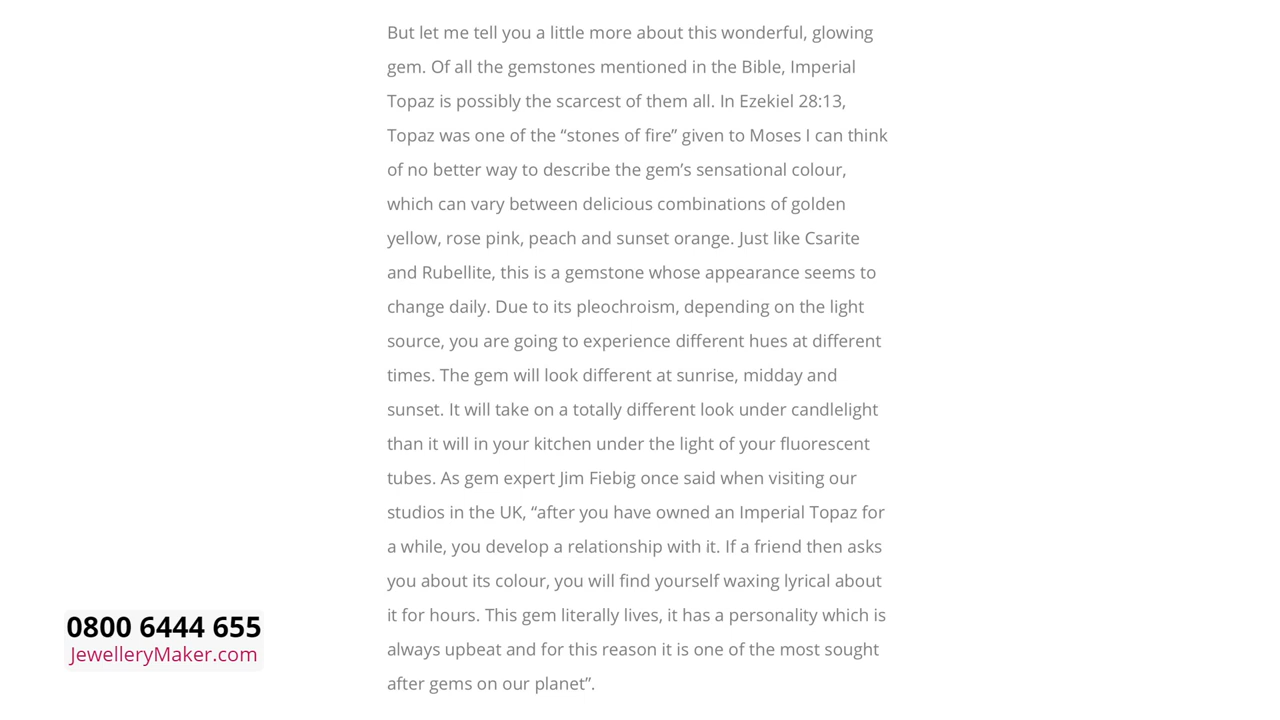 But let me tell you a little more about this wonderful, glowing
gem. Of all the gemstones mentioned in the Bible, Imperial
Topaz is possibly the scarcest of them all. In Ezekiel 28:13,
Topaz was one of the “stones of fire” given to Moses I can think
of no better way to describe the gem’s sensational colour,
which can vary between delicious combinations of golden
yellow, rose pink, peach and sunset orange. Just like Csarite
and Rubellite, this is a gemstone whose appearance seems to
change daily. Due to its pleochroism, depending on the light
source, you are going to experience different hues at different
times. The gem will look different at sunrise, midday and
sunset. It will take on a totally different look under candlelight
than it will in your kitchen under the light of your fluorescent
tubes. As gem expert Jim Fiebig once said when visiting our
studios in the UK, “after you have owned an Imperial Topaz for
a while, you develop a relationship with it. If a friend then asks
you about its colour, you will find yourself waxing lyrical about
it for hours. This gem literally lives, it has a personality which is
always upbeat and for this reason it is one of the most sought
after gems on our planet”.
0800 6444 655
JewelleryMaker.com